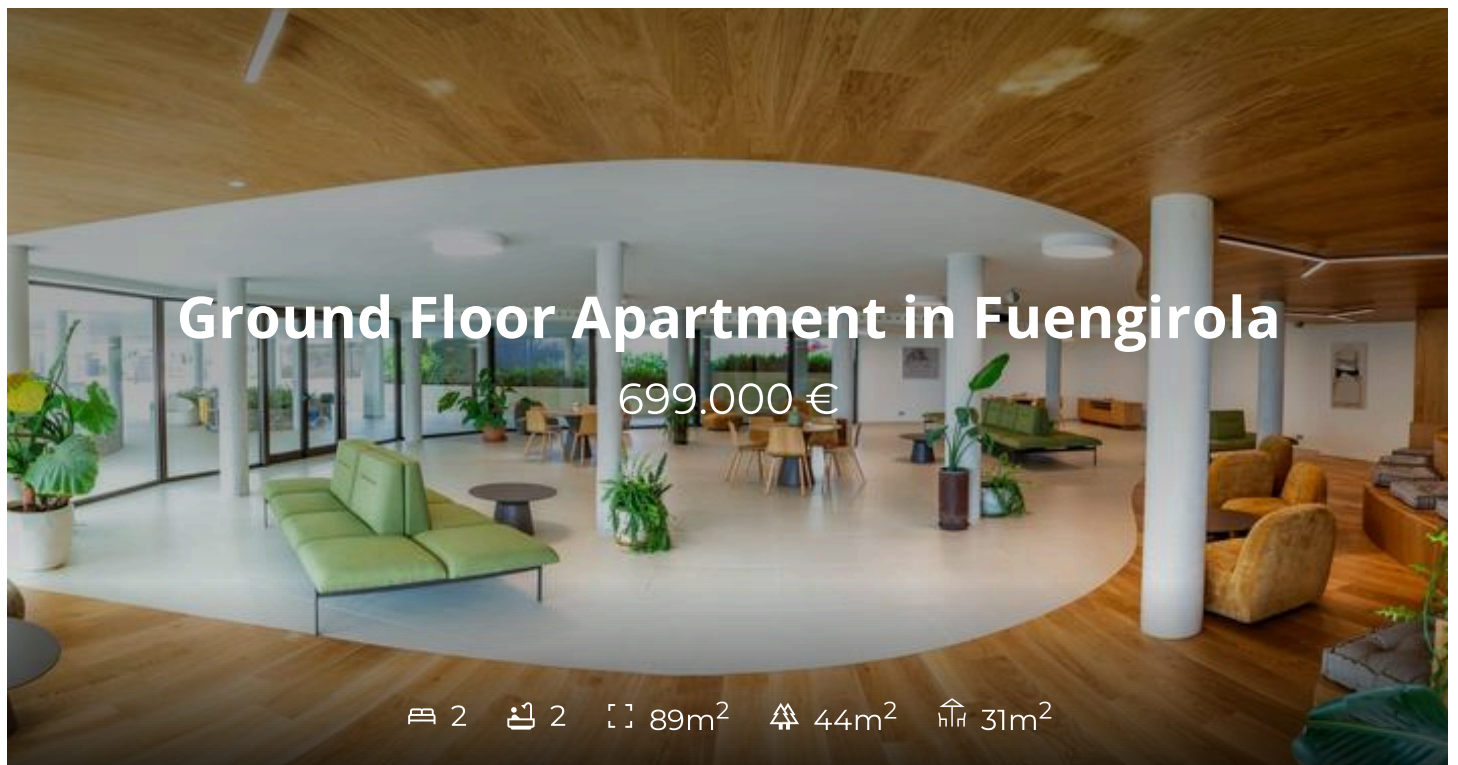 Ground Floor Apartment in Fuengirola
699.000 €
2 2 89m² 44m² 31m²